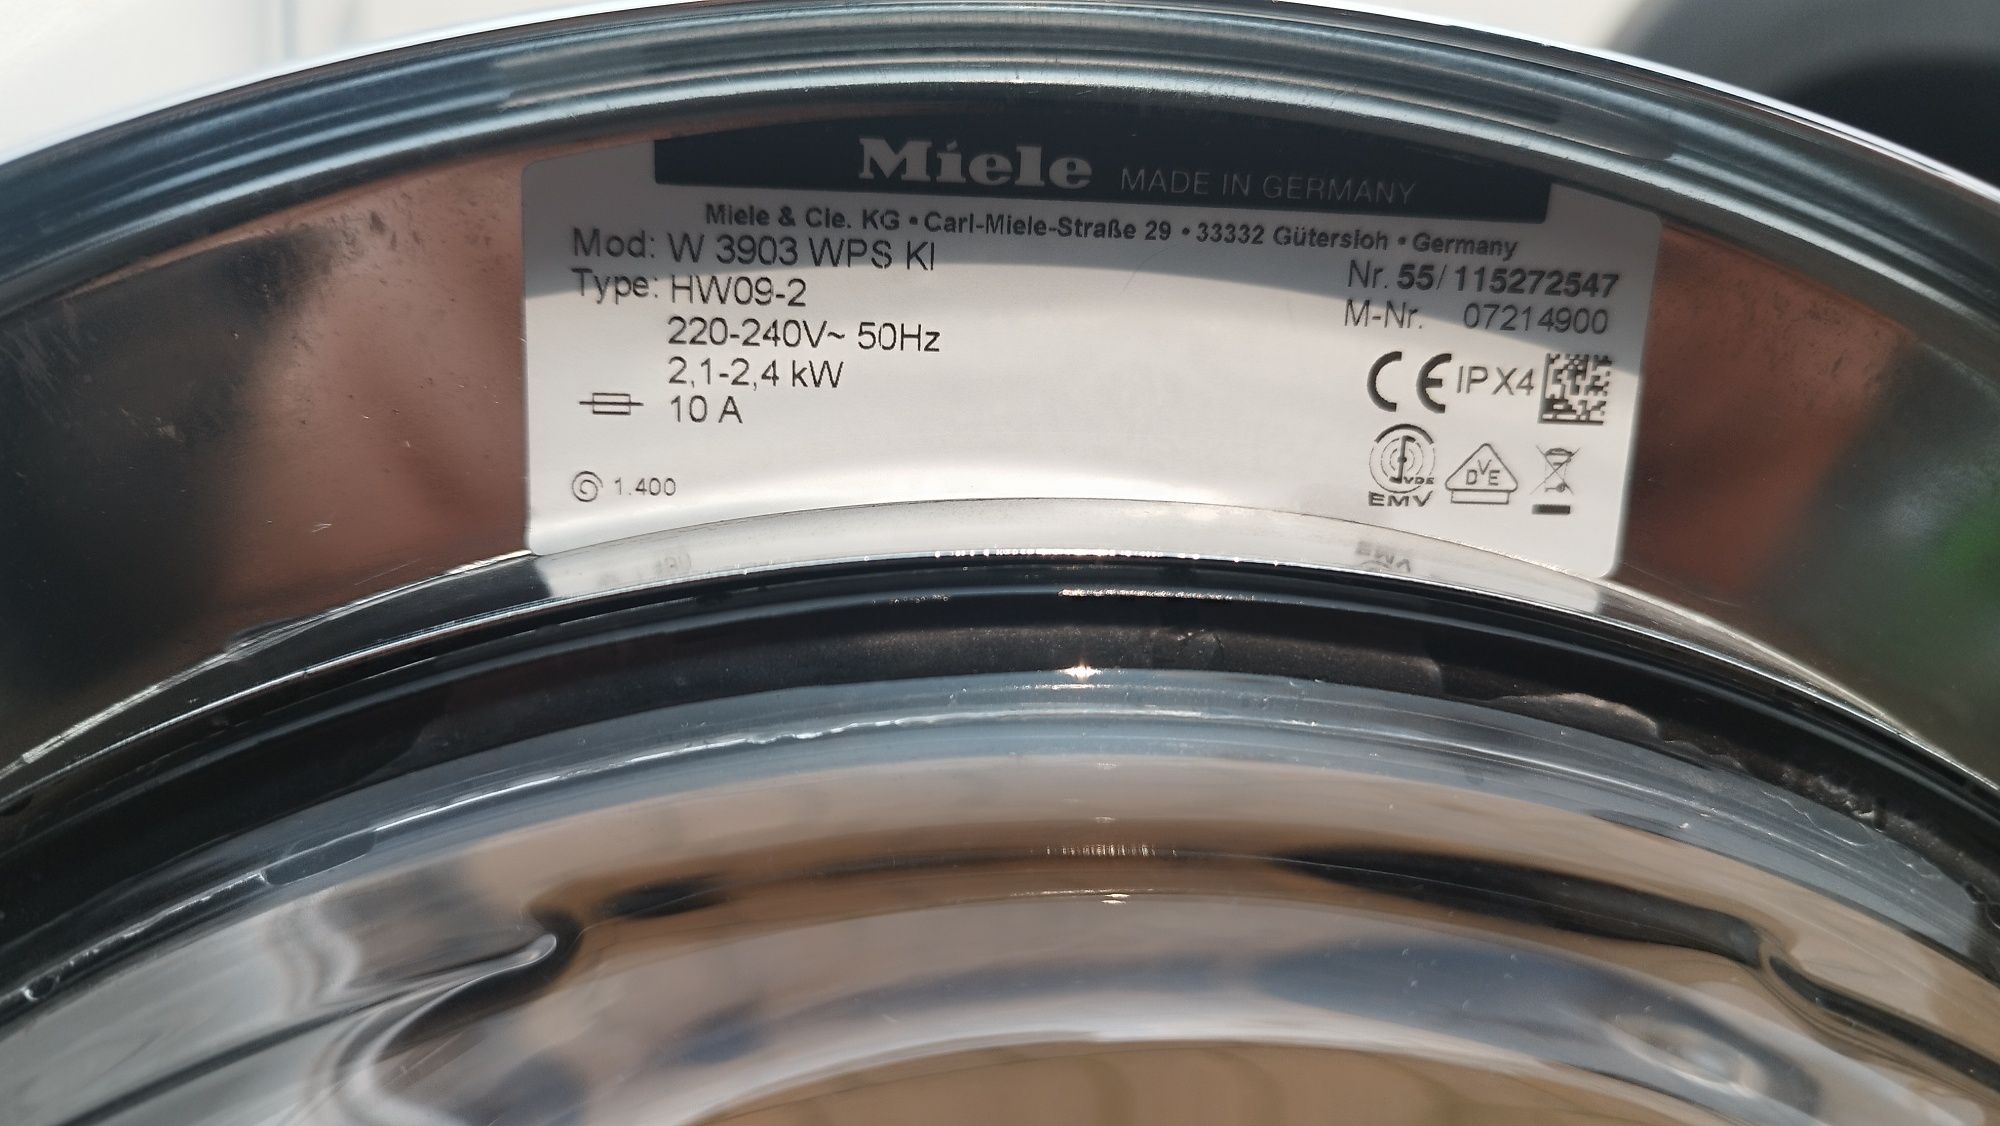 Miele MADE IN GERMANY
Miele & Cie. KG • Carl-Miele-Straße 29 • 33332 Gütersloh • Germany
Mod: W 3903 WPS KI
Nr. 55/115272547
Type: HW09-2
M-Nr. 07214900
220-240V~ 50Hz
2,1-2,4 kW
CE IPX4
10 A
VDE
EMV
DVE
1.400